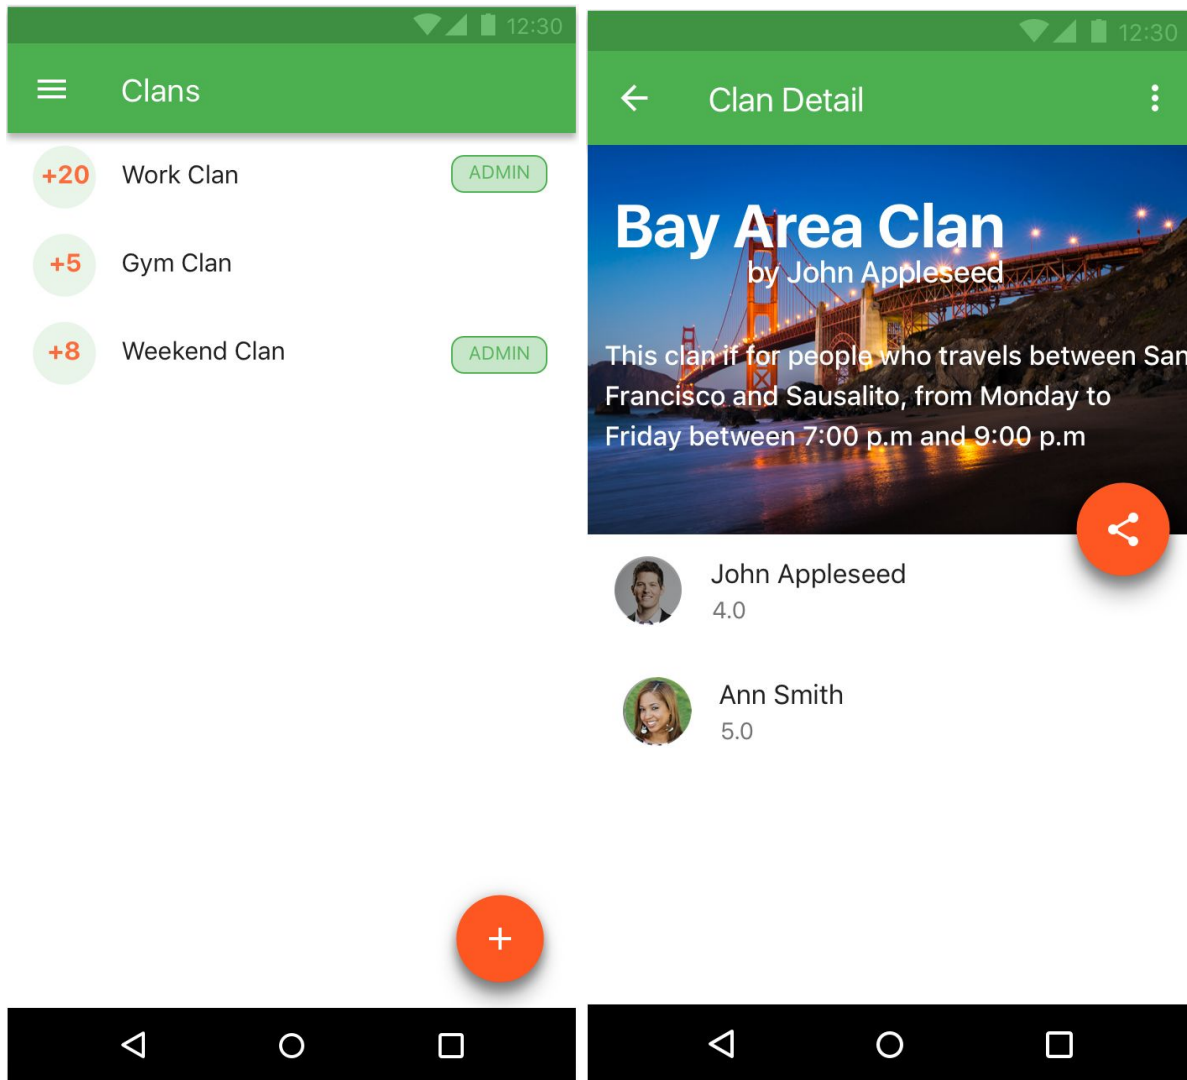 12:30
Clans
+20 Work Clan ADMIN
+5 Gym Clan
+8 Weekend Clan ADMIN
12:30
Clan Detail
Bay Area Clan
by John Appleseed
This clan if for people who travels between San
Francisco and Sausalito, from Monday to
Friday between 7:00 p.m and 9:00 p.m
John Appleseed
4.0
Ann Smith
5.0